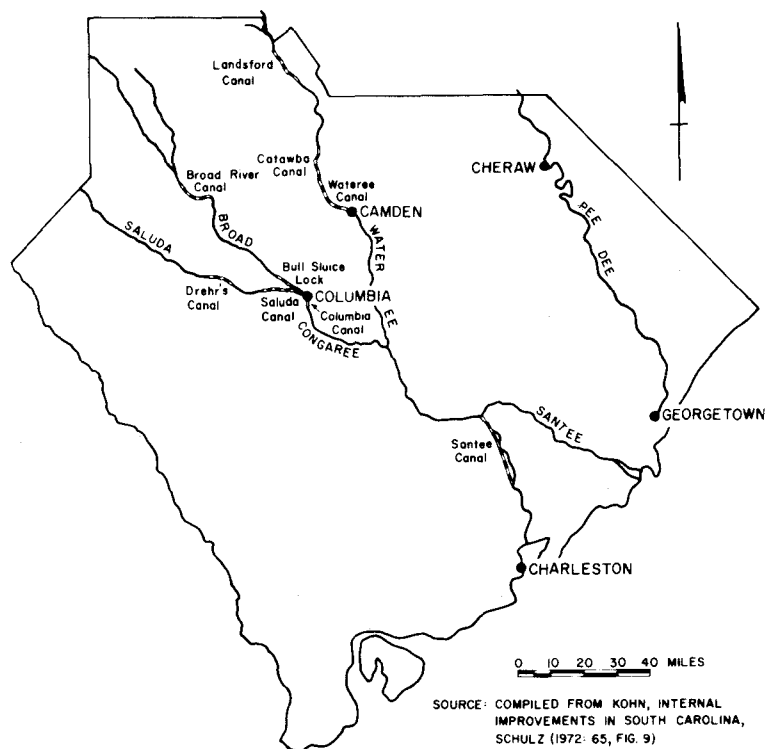 Landsford
Canal
Catawba
Canal
Wateree
Canal
CAMDEN
CHERAW
PEE
DEE
Broad River
Canal
BROAD
WATER
EE
SALUDA
Bull Sluice
Lock
COLUMBIA
Drehr's
Canal
Saluda
Canal
Columbia
Canal
CONGAREE
GEORGETOWN
SANTEE
Santee
Canal
CHARLESTON
0 10 20 30 40 MILES
SOURCE: COMPILED FROM KOHN, INTERNAL
IMPROVEMENTS IN SOUTH CAROLINA,
SCHULZ (1972: 65, FIG. 9)